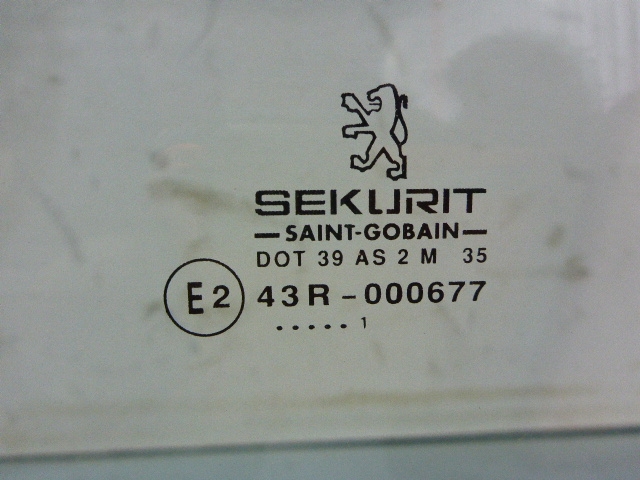 SEKURIT
— SAINT-GOBAIN —
DOT 39 AS 2 M 35
E2 43R-000677
..... 1